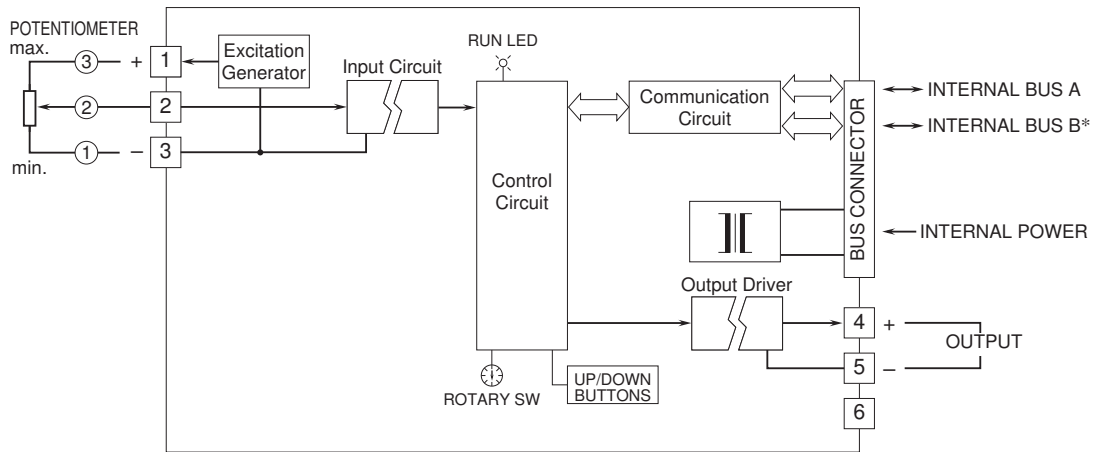 POTENTIOMETER
max.
3
+
1
Excitation
Generator
2
2
1
–
3
min.
Input Circuit
RUN LED
Control
Circuit
Communication
Circuit
BUS CONNECTOR
INTERNAL BUS A
INTERNAL BUS B*
INTERNAL POWER
Output Driver
4
+
OUTPUT
5
–
6
ROTARY SW
UP/DOWN
BUTTONS